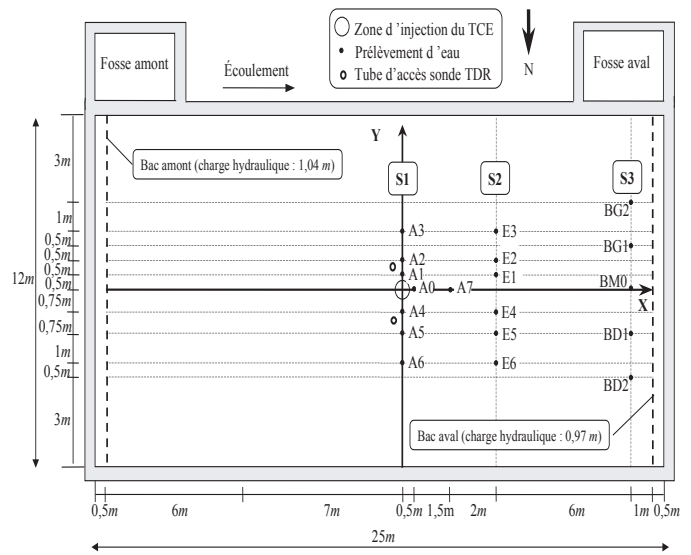 Zone d 'injection du TCE
Prélèvement d 'eau
Tube d'accès sonde TDR
N
Fosse amont
Écoulement
Fosse aval
Y
3m
Bac amont (charge hydraulique : 1,04 m)
S1
S2
S3
BG2
1m
A3
E3
0,5m
BG1
0,5m
A2
E2
0,5m
A1
E1
12m
0,5m
A0
A7
BM0
X
0,75m
A4
E4
0,75m
A5
E5
BD1
1m
A6
E6
0,5m
BD2
3m
Bac aval (charge hydraulique : 0,97 m)
0,5m
6m
7m
0,5m
1,5m
2m
6m
1m
0,5m
25m